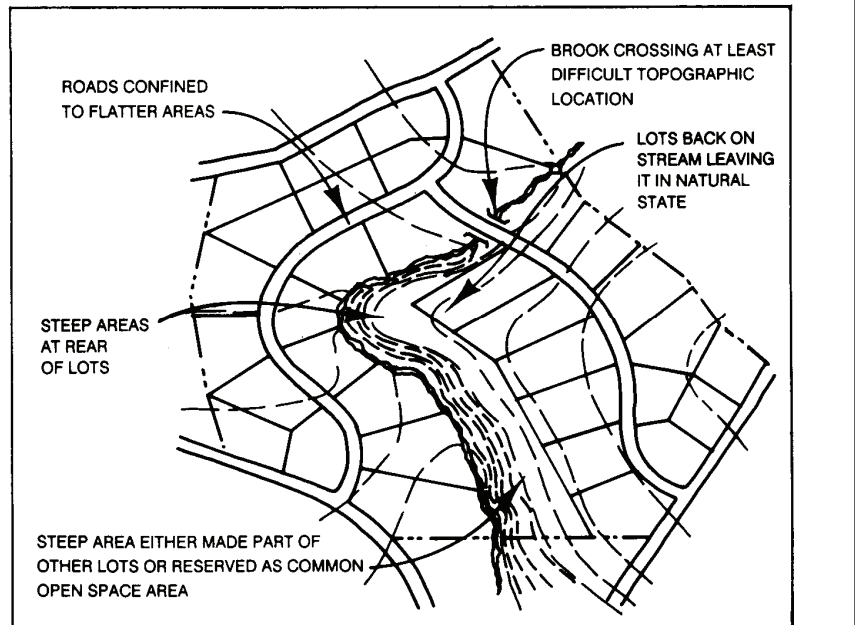 ROADS CONFINED
TO FLATTER AREAS
BROOK CROSSING AT LEAST
DIFFICULT TOPOGRAPHIC
LOCATION
LOTS BACK ON
STREAM LEAVING
IT IN NATURAL
STATE
STEEP AREAS
AT REAR
OF LOTS
STEEP AREA EITHER MADE PART OF
OTHER LOTS OR RESERVED AS COMMON
OPEN SPACE AREA